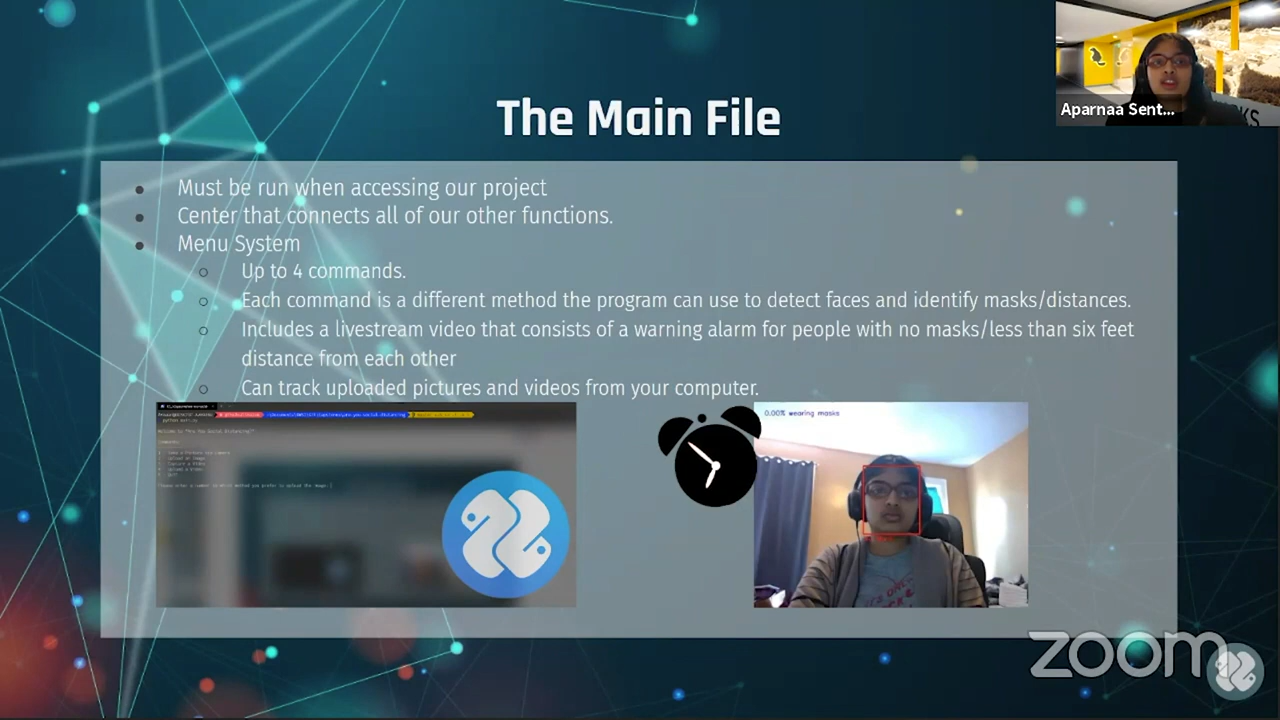 The Main File
Aparnaa Sent...
Must be run when accessing our project
Center that connects all of our other functions.
Menu System
Up to 4 commands.
Each command is a different method the program can use to detect faces and identify masks/distances.
Includes a livestream video that consists of a warning alarm for people with no masks/less than six feet
distance from each other
Can track uploaded pictures and videos from your computer.
0.00% wearing masks
zoom